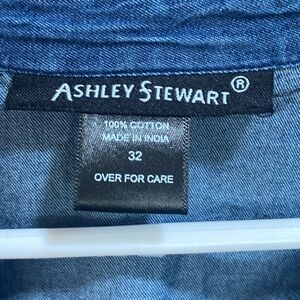 ASHLEY STEWART®
100% COTTON
MADE IN INDIA
32
OVER FOR CARE